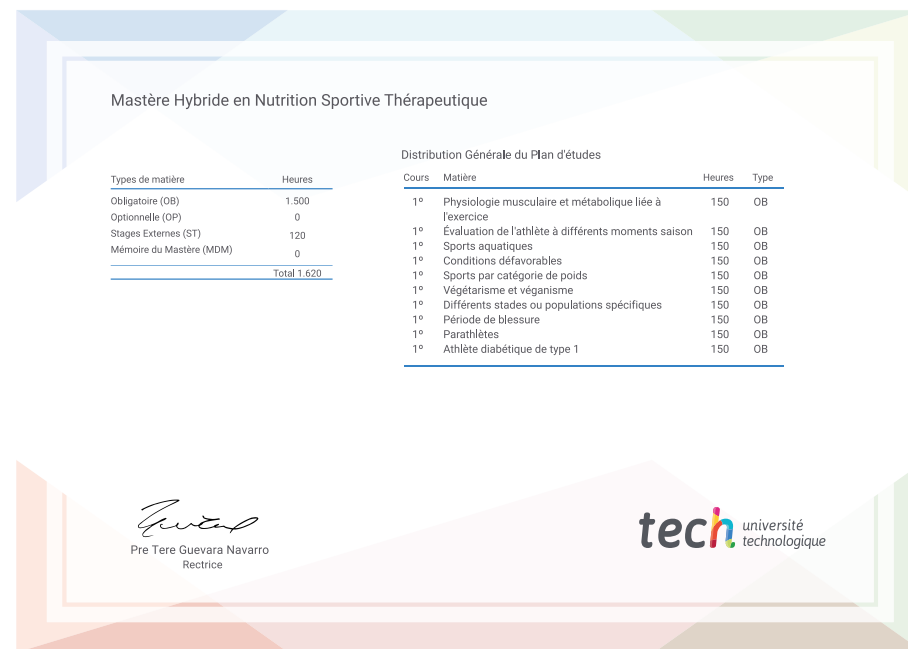 Mastère Hybride en Nutrition Sportive Thérapeutique
Types de matière Heures
Obligatoire (OB) 1.500
Optionnelle (OP) 0
Stages Externes (ST) 120
Mémoire du Mastère (MDM) 0
Total 1.620
Distribution Générale du Plan d'études
Cours Matière Heures Type
1º Physiologie musculaire et métabolique liée à 150 OB
l'exercice
1º Évaluation de l'athlète à différents moments saison 150 OB
1º Sports aquatiques 150 OB
1º Conditions défavorables 150 OB
1º Sports par catégorie de poids 150 OB
1º Végétarisme et véganisme 150 OB
1º Différents stades ou populations spécifiques 150 OB
1º Période de blessure 150 OB
1º Parathlètes 150 OB
1º Athlète diabétique de type 1 150 OB
Pre Tere Guevara Navarro
Rectrice
tech université
technologique